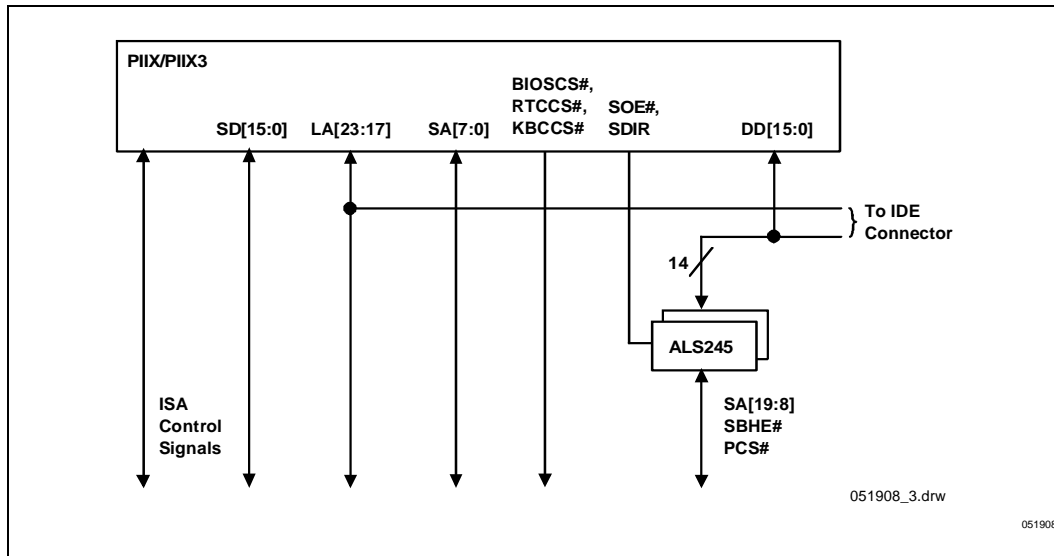 PIIX/PIIX3
BIOSCS#,
RTCCS#,
KBCCS#
SOE#,
SDIR
SD[15:0]
LA[23:17]
SA[7:0]
DD[15:0]
To IDE
Connector
14
ALS245
ISA
Control
Signals
SA[19:8]
SBHE#
PCS#
051908_3.drw
051908